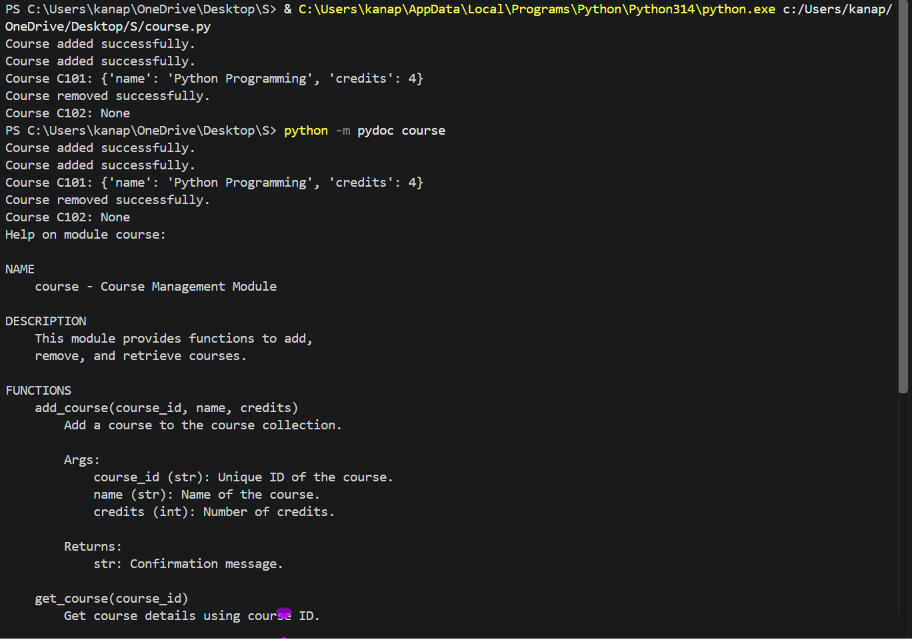 PS C:\Users\kanap\OneDrive\Desktop\S> & C:\Users\kanap\AppData\Local\Programs\Python\Python314\python.exe c:/Users/kanap/
OneDrive/Desktop/S/course.py
Course added successfully.
Course added successfully.
Course C101: {'name': 'Python Programming', 'credits': 4}
Course removed successfully.
Course C102: None
PS C:\Users\kanap\OneDrive\Desktop\S> python -m pydoc course
Course added successfully.
Course added successfully.
Course C101: {'name': 'Python Programming', 'credits': 4}
Course removed successfully.
Course C102: None
Help on module course:
NAME
course - Course Management Module
DESCRIPTION
This module provides functions to add,
remove, and retrieve courses.
FUNCTIONS
add_course(course_id, name, credits)
Add a course to the course collection.
Args:
course_id (str): Unique ID of the course.
name (str): Name of the course.
credits (int): Number of credits.
Returns:
str: Confirmation message.
get_course(course_id)
Get course details using course ID.